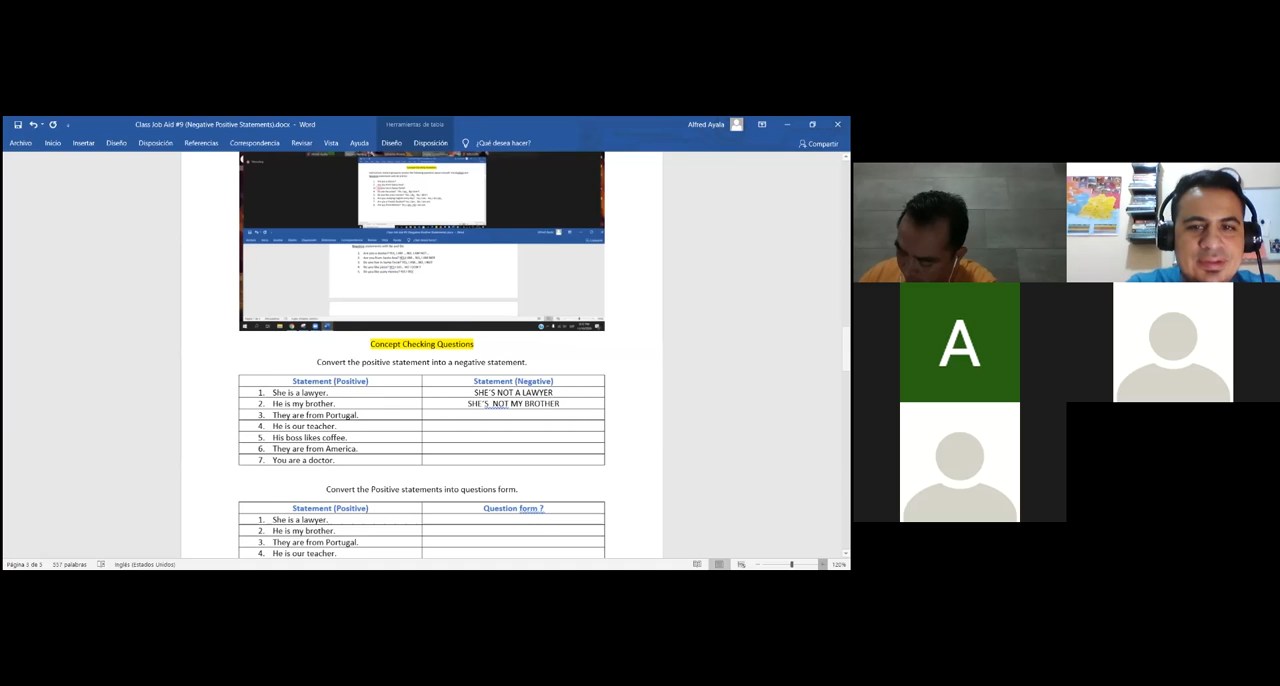 Class Job Aid #9 (Negative Positive Statements).docx - Word
Herramientas de tabla
Alfred Ayala
Archivo Inicio Insertar Diseño Disposición Referencias Correspondencia Revisar Vista Ayuda Diseño Disposición ¿Qué desea hacer? Compartir
Concept Checking Questions
Convert the positive statement into a negative statement.
Statement (Positive) Statement (Negative)
1. She is a lawyer. SHE´S NOT A LAWYER
2. He is my brother. SHE´S NOT MY BROTHER
3. They are from Portugal.
4. He is our teacher.
5. His boss likes coffee.
6. They are from America.
7. You are a doctor.
Convert the Positive statements into questions form.
Statement (Positive) Question form ?
1. She is a lawyer.
2. He is my brother.
3. They are from Portugal.
4. He is our teacher.
Página 3 de 5 557 palabras Inglés (Estados Unidos) 120%
A